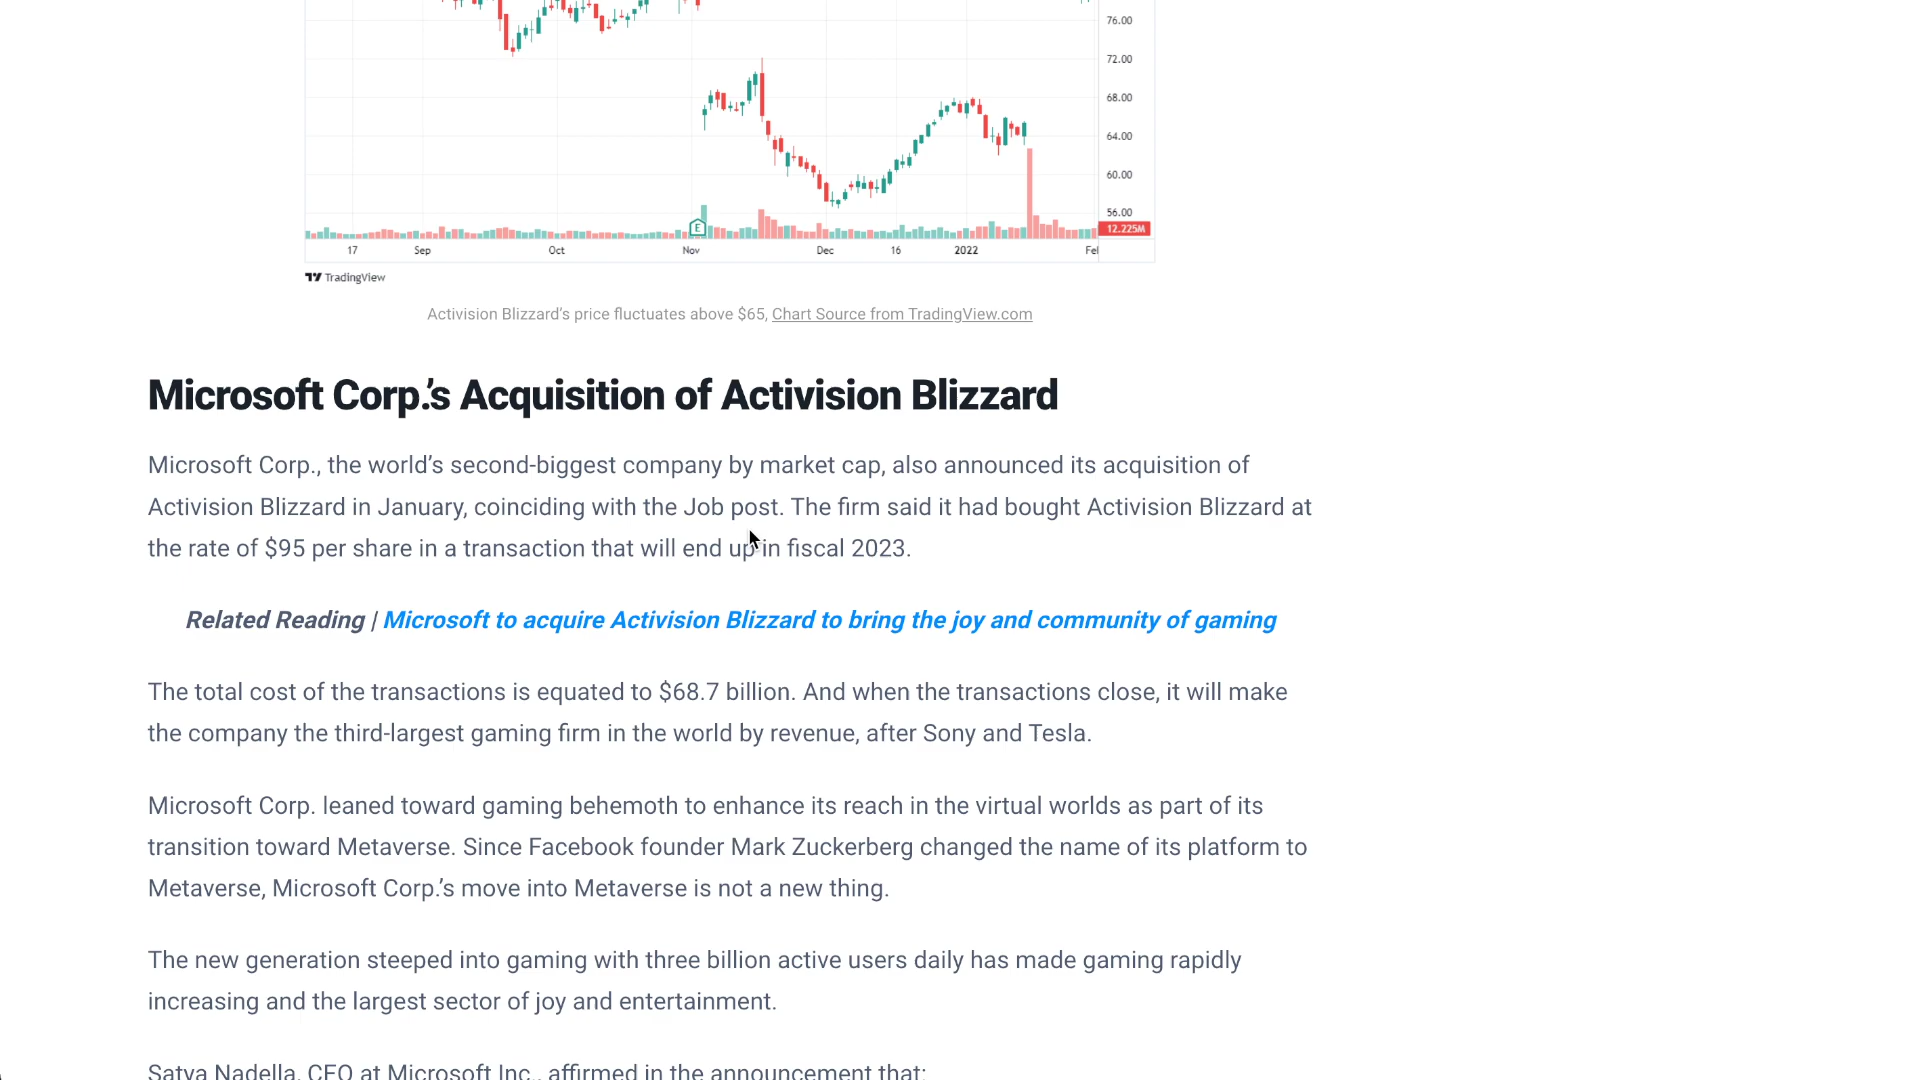 76.00
72.00
68.00
64.00
60.00
56.00
12.225M
E
17 Sep Oct Nov Dec 16 2022 Fel
TradingView
Activision Blizzard’s price fluctuates above $65, Chart Source from TradingView.com
Microsoft Corp.’s Acquisition of Activision Blizzard
Microsoft Corp., the world’s second-biggest company by market cap, also announced its acquisition of
Activision Blizzard in January, coinciding with the Job post. The firm said it had bought Activision Blizzard at
the rate of $95 per share in a transaction that will end up in fiscal 2023.
Related Reading | Microsoft to acquire Activision Blizzard to bring the joy and community of gaming
The total cost of the transactions is equated to $68.7 billion. And when the transactions close, it will make
the company the third-largest gaming firm in the world by revenue, after Sony and Tesla.
Microsoft Corp. leaned toward gaming behemoth to enhance its reach in the virtual worlds as part of its
transition toward Metaverse. Since Facebook founder Mark Zuckerberg changed the name of its platform to
Metaverse, Microsoft Corp.’s move into Metaverse is not a new thing.
The new generation steeped into gaming with three billion active users daily has made gaming rapidly
increasing and the largest sector of joy and entertainment.
Satya Nadella, CEO at Microsoft Inc., affirmed in the announcement that: